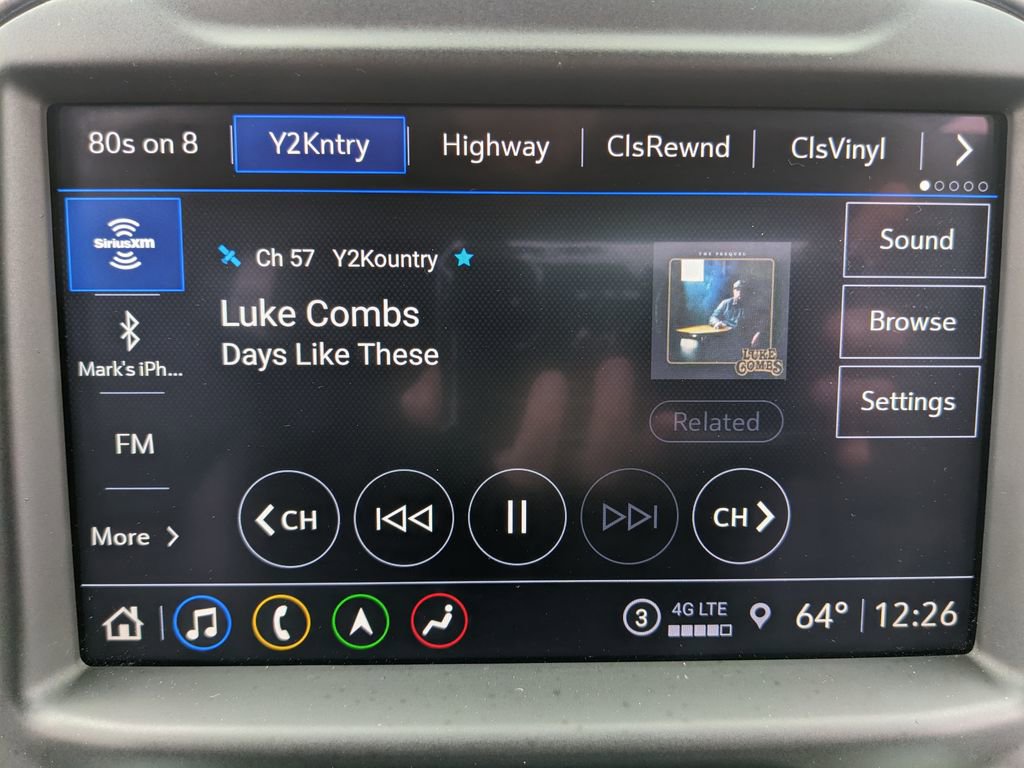 80s on 8
Y2Kntry
Highway
ClsRewnd
ClsVinyl
SiriusXM
Ch 57 Y2Kountry
Luke Combs
Days Like These
THE PREQUEL
LUKE
COMBS
Related
Sound
Browse
Settings
Mark's iPh...
FM
More
CH
CH
3
4G LTE
64°
12:26